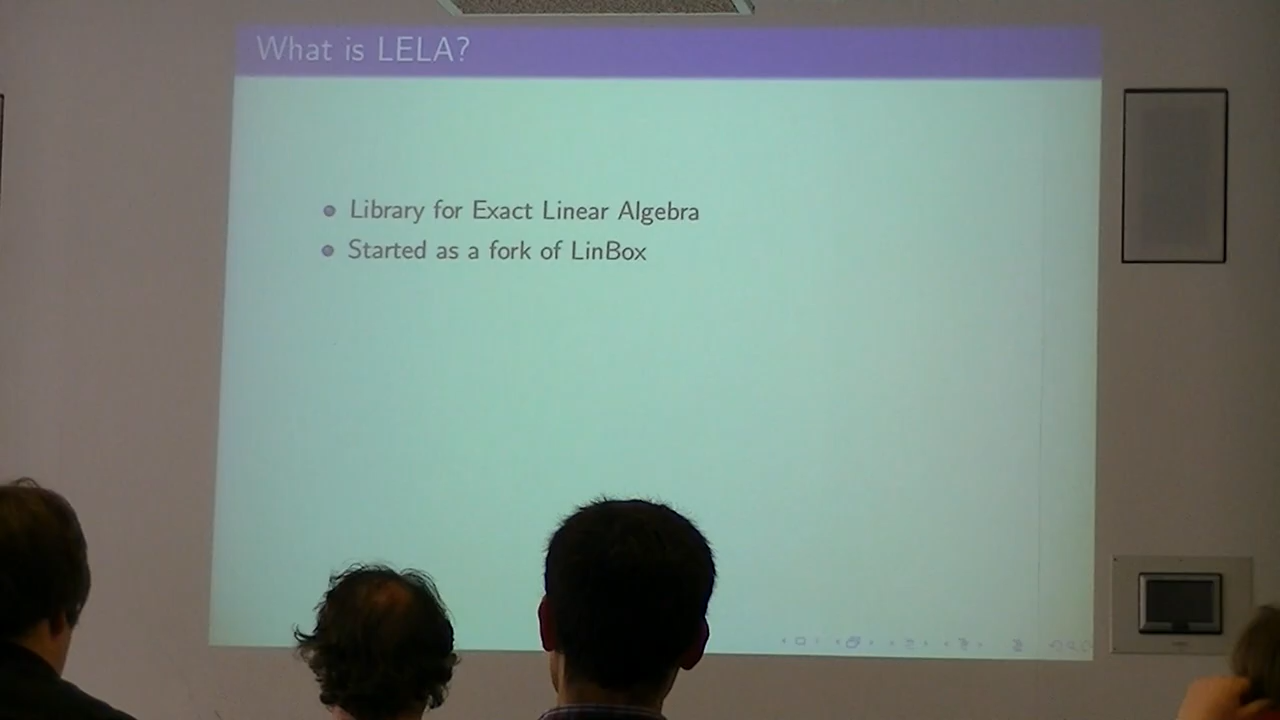 What is LELA?
Library for Exact Linear Algebra
Started as a fork of LinBox